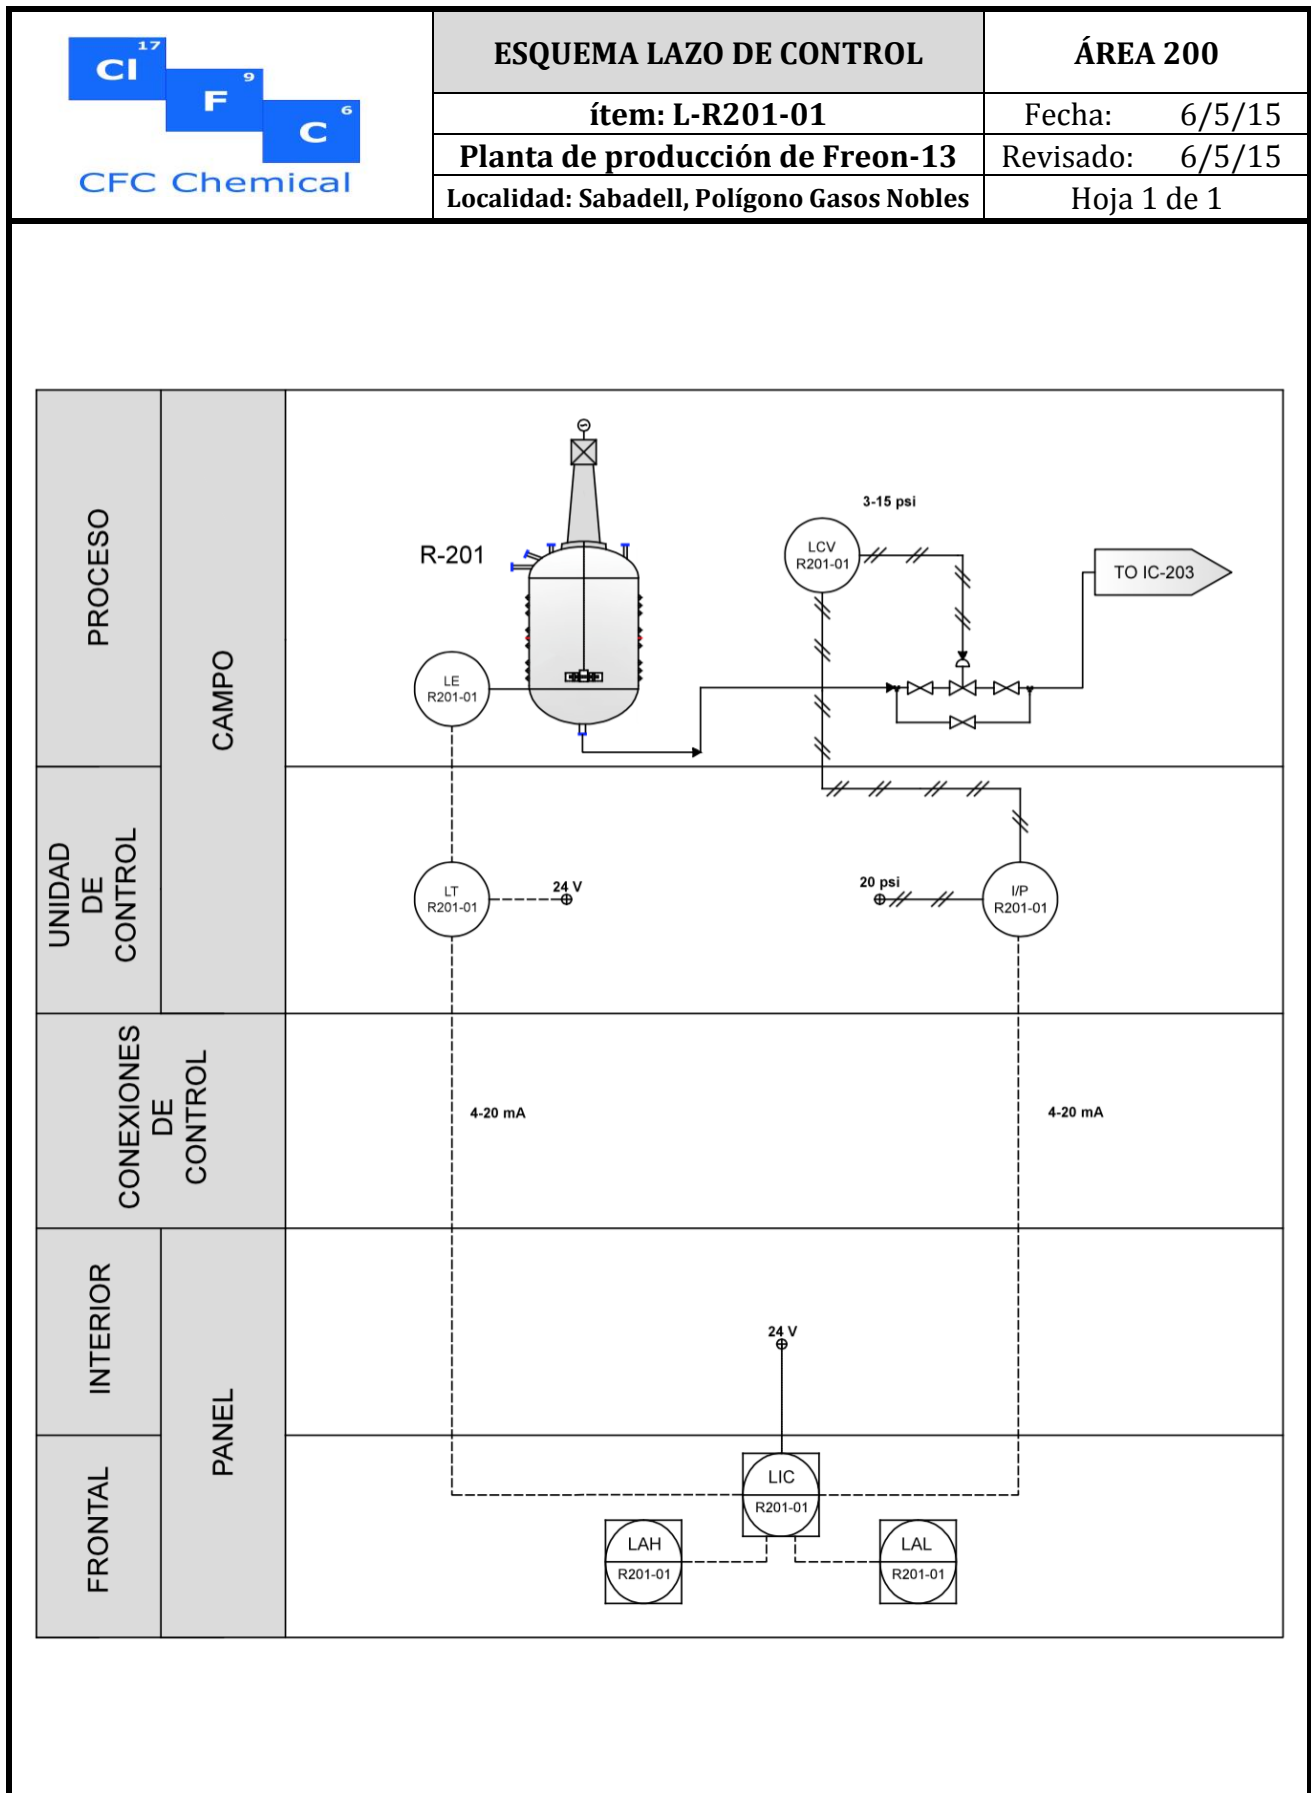 17
Cl
9
F
6
C
CFC Chemical
ESQUEMA LAZO DE CONTROL
ÁREA 200
ítem: L-R201-01
Fecha: 6/5/15
Planta de producción de Freon-13
Revisado: 6/5/15
Localidad: Sabadell, Polígono Gasos Nobles
Hoja 1 de 1
PROCESO
CAMPO
R-201
3-15 psi
LCV
R201-01
TO IC-203
LE
R201-01
UNIDAD
DE
CONTROL
LT
R201-01
24 V
20 psi
I/P
R201-01
CONEXIONES
DE
CONTROL
4-20 mA
4-20 mA
INTERIOR
PANEL
24 V
FRONTAL
LIC
R201-01
LAH
R201-01
LAL
R201-01